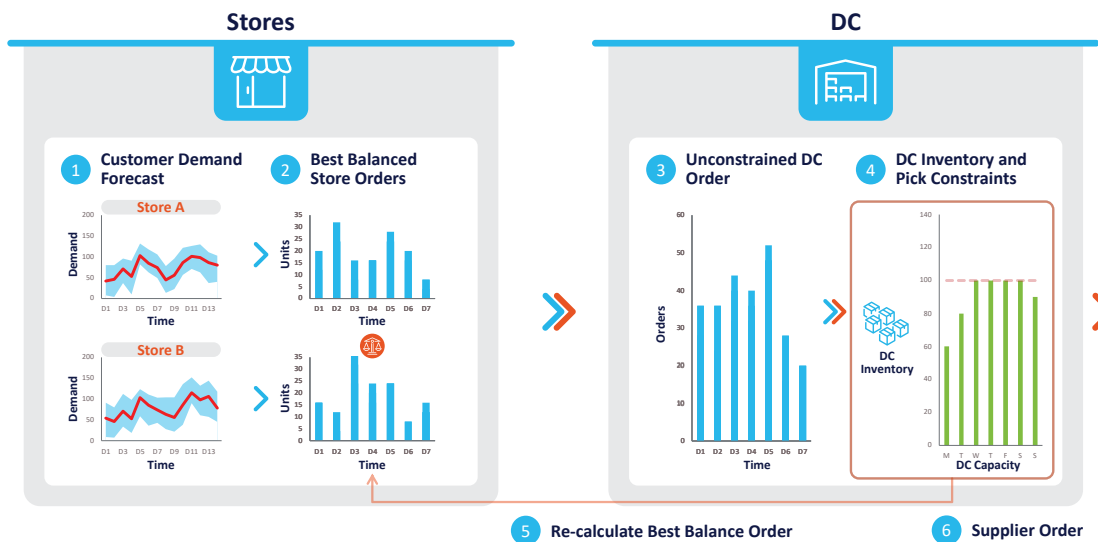 Stores
DC
1
Customer Demand
Forecast
2
Best Balanced
Store Orders
3
Unconstrained DC
Order
4
DC Inventory and
Pick Constraints
Store A
Demand
200
150
100
50
0
D1 D3 D5 D7 D9 D11 D13
Time
Units
35
30
25
20
15
10
5
0
D1 D2 D3 D4 D5 D6 D7
Time
Store B
Demand
200
150
100
50
0
D1 D3 D5 D7 D9 D11 D13
Time
Units
35
30
25
20
15
10
5
0
D1 D2 D3 D4 D5 D6 D7
Time
Orders
60
50
40
30
20
10
0
D1 D2 D3 D4 D5 D6 D7
Time
DC
Inventory
140
120
100
80
60
40
20
0
M T W T F S S
DC Capacity
5
Re-calculate Best Balance Order
6
Supplier Order